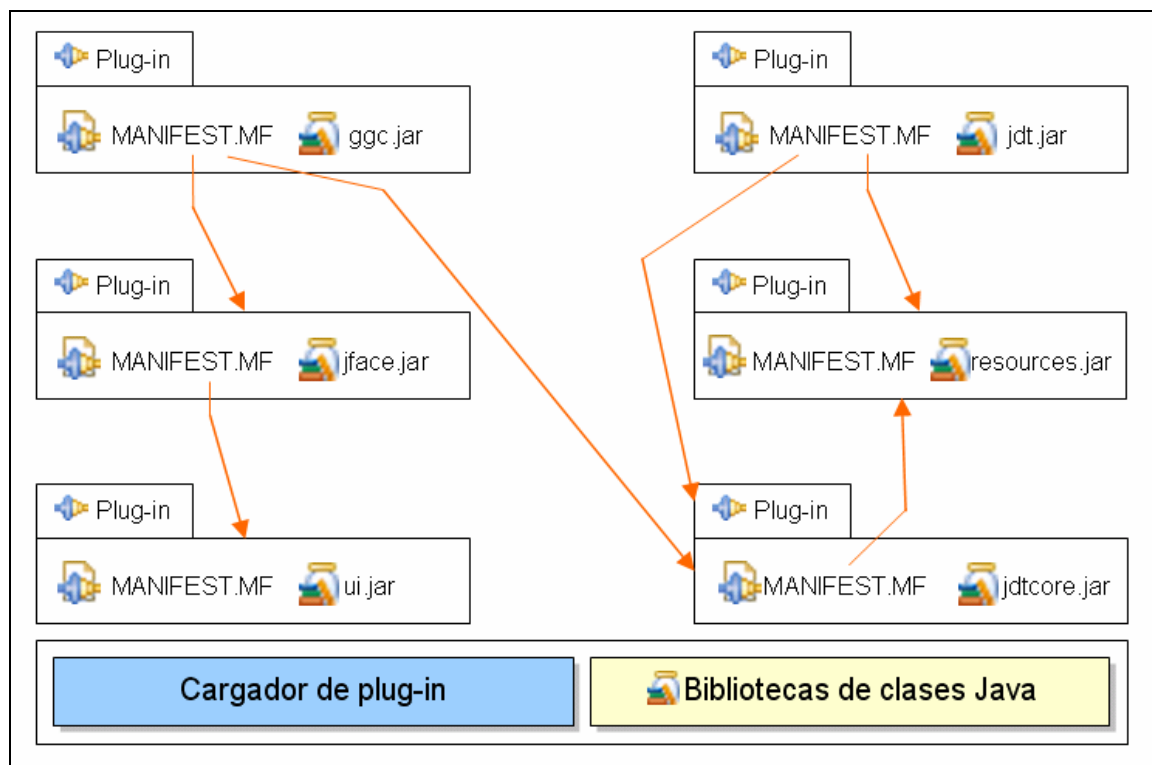 Plug-in
MANIFEST.MF ggc.jar
Plug-in
MANIFEST.MF jdt.jar
Plug-in
MANIFEST.MF jface.jar
Plug-in
MANIFEST.MF resources.jar
Plug-in
MANIFEST.MF ui.jar
Plug-in
MANIFEST.MF jdtcore.jar
Cargador de plug-in
Bibliotecas de clases Java